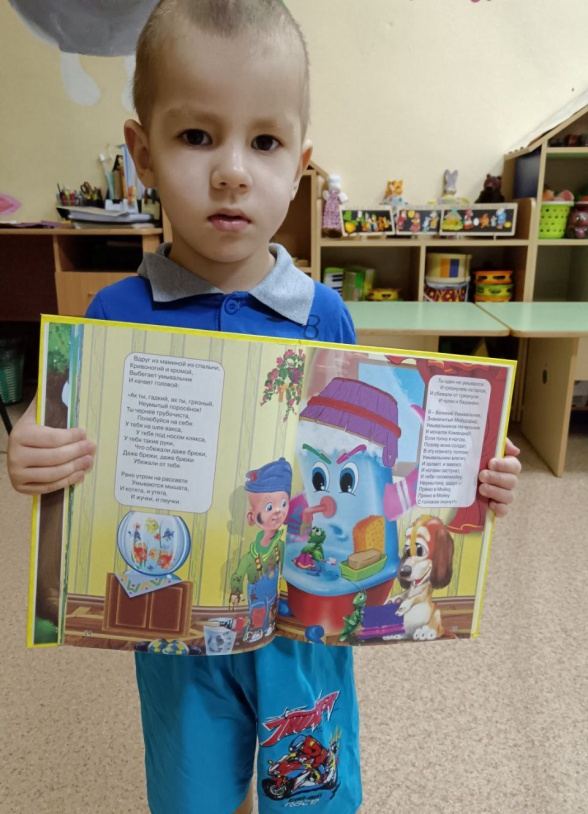 Вдруг из маминой из спальни,
Кривоногий и хромой,
Выбегает умывальник
И качает головой:
«Ах ты, гадкий, ах ты, грязный,
Неумытый поросёнок!
Ты чернее трубочиста,
Полюбуйся на себя:
У тебя на шее вакса,
У тебя под носом клякса,
У тебя такие руки,
Что сбежали даже брюки,
Даже брюки, даже брюки
Убежали от тебя.
Рано утром на рассвете
Умываются мышата,
И котята, и утята,
И жучки, и паучки.
Ты один не умывался
И грязнулею остался,
И сбежали от грязнули
И чулки и башмаки.
Я – Великий Умывальник,
Знаменитый Мойдодыр,
Умывальников Начальник
И мочалок Командир!
Если топну я ногою,
Позову моих солдат,
В эту комнату толпою
Умывальники влетят,
И залают, и завоют,
И ногами застучат,
И тебе головомойку,
Неумытому, дадут –
Прямо в Мойку,
Прямо в Мойку
С головою окунут!»